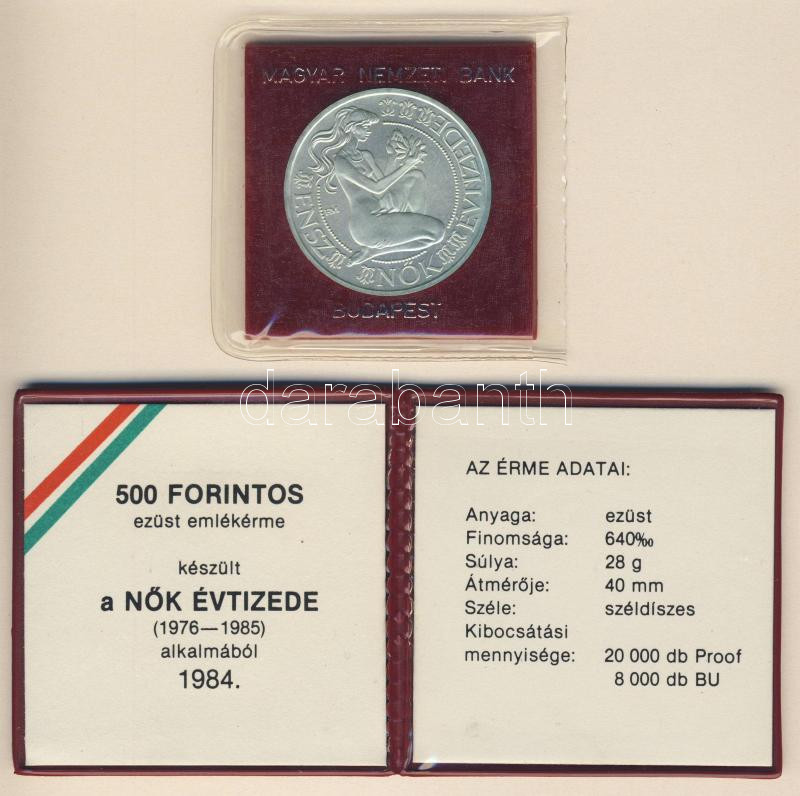 MAGYAR NEMZETI BANK
ENSZ NŐK ÉVTIZEDE
BUDAPEST
darabanth
500 FORINTOS
ezüst emlékérme
készült
a NŐK ÉVTIZEDE
(1976—1985)
alkalmából
1984.
AZ ÉRME ADATAI:
Anyaga: ezüst
Finomsága: 640‰
Súlya: 28 g
Átmérője: 40 mm
Széle: széldíszes
Kibocsátási
mennyisége: 20 000 db Proof
8 000 db BU